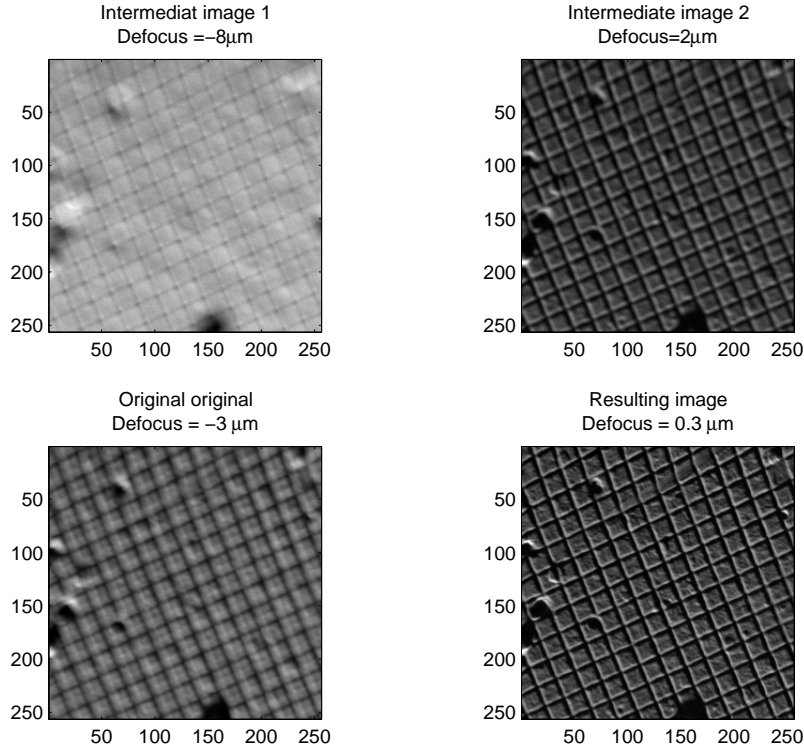 Intermediat image 1
Defocus =−8μm
50
100
150
200
250
50 100 150 200 250
Intermediate image 2
Defocus=2μm
50
100
150
200
250
50 100 150 200 250
Original original
Defocus = −3 μm
50
100
150
200
250
50 100 150 200 250
Resulting image
Defocus = 0.3 μm
50
100
150
200
250
50 100 150 200 250